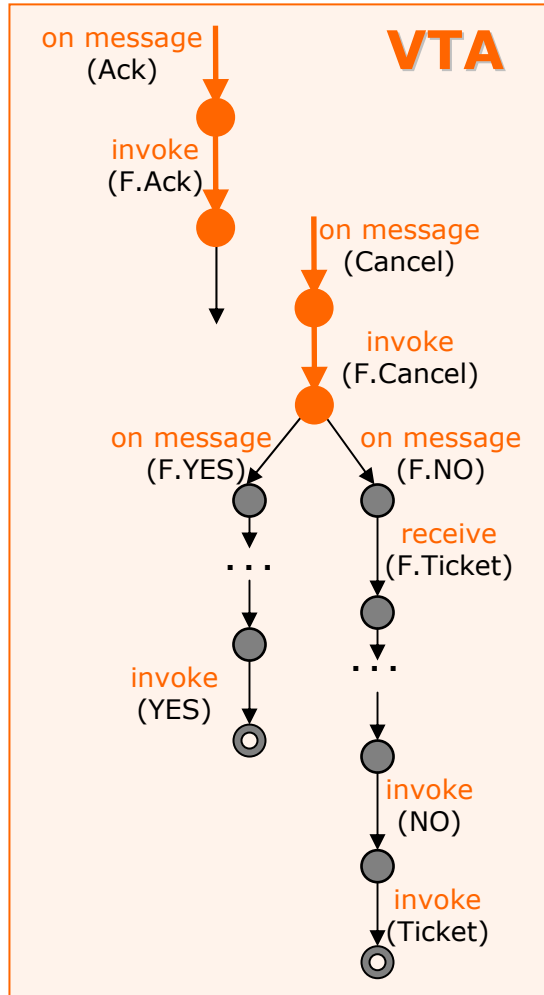 VTA
on message
(Ack)
invoke
(F.Ack)
on message
(Cancel)
invoke
(F.Cancel)
on message
(F.YES)
on message
(F.NO)
receive
(F.Ticket)
...
...
invoke
(YES)
invoke
(NO)
invoke
(Ticket)